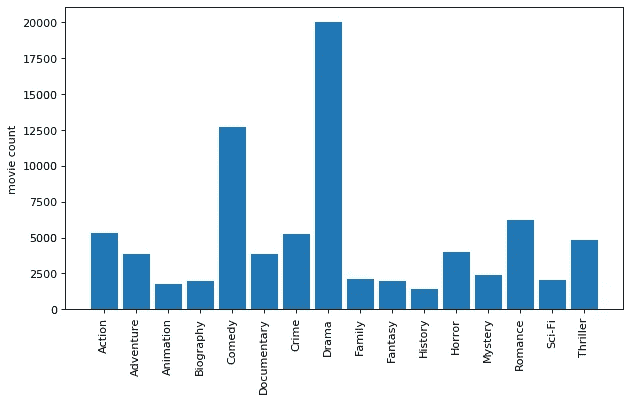 movie count
20000
17500
15000
12500
10000
7500
5000
2500
0
Action
Adventure
Animation
Biography
Comedy
Documentary
Crime
Drama
Family
Fantasy
History
Horror
Mystery
Romance
Sci-Fi
Thriller